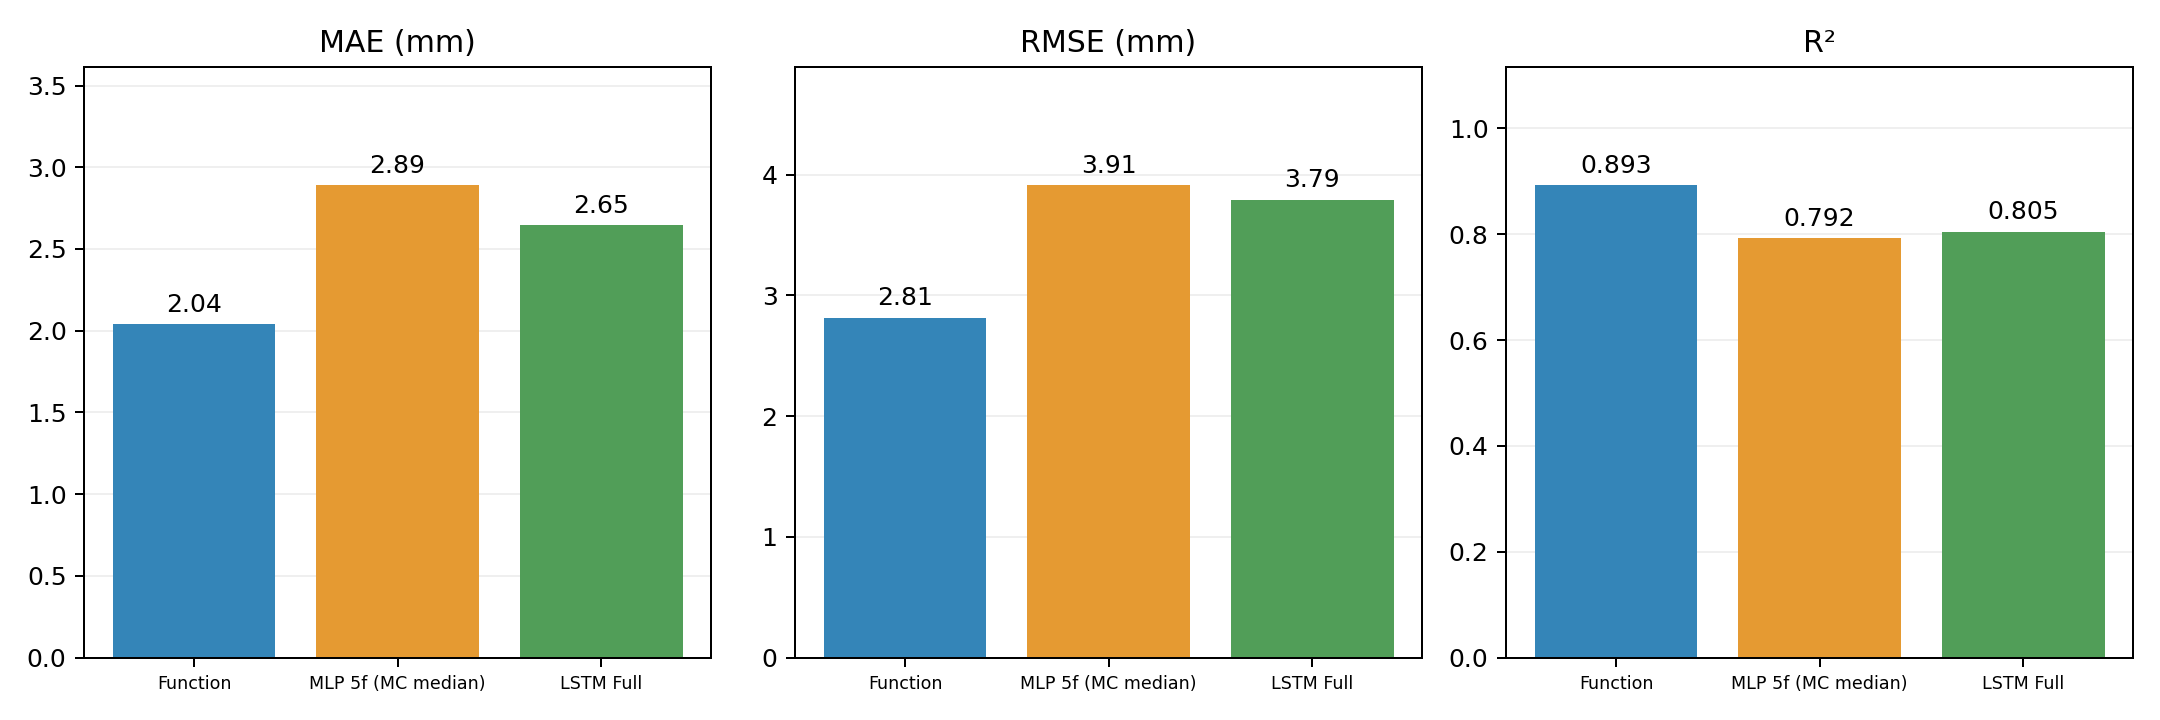 MAE (mm)
3.5
3.0
2.5
2.0
1.5
1.0
0.5
0.0
2.04
2.89
2.65
Function
MLP 5f (MC median)
LSTM Full
RMSE (mm)
4
3
2
1
0
2.81
3.91
3.79
Function
MLP 5f (MC median)
LSTM Full
R²
1.0
0.8
0.6
0.4
0.2
0.0
0.893
0.792
0.805
Function
MLP 5f (MC median)
LSTM Full